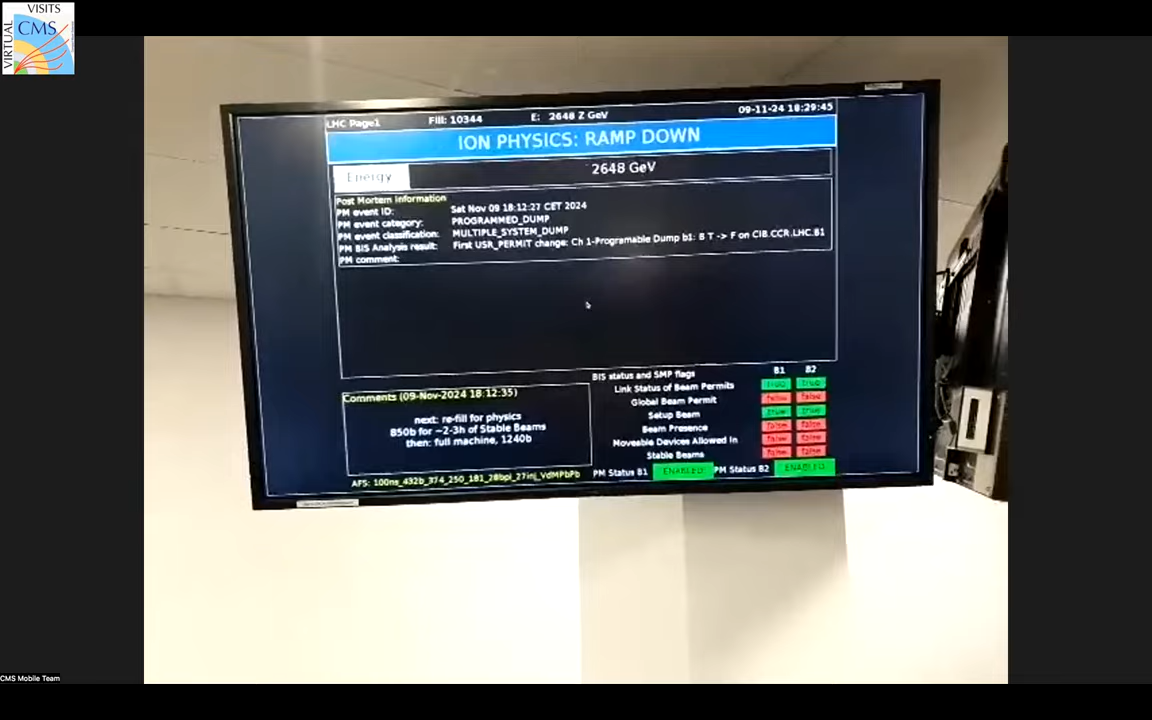 VISITS
VIRTUAL
CMS
LHC Page1 Fill: 10344 E: 2648 Z GeV 09-11-24 18:29:45
ION PHYSICS: RAMP DOWN
Energy 2648 GeV
Post Mortem Information
PM event ID: Sat Nov 09 18:12:27 CET 2024
PM event category: PROGRAMMED_DUMP
PM event classification: MULTIPLE_SYSTEM_DUMP
PM BIS Analysis result: First USR_PERMIT change: Ch 1-Programable Dump b1: B T -> F on CIB.CCR.LHC.B1
PM comment:
Comments (09-Nov-2024 18:12:35)
next: re-fill for physics
850b for ~2-3h of Stable Beams
then: full machine, 1240b
BIS status and SMP flags B1 B2
Link Status of Beam Permits true true
Global Beam Permit false false
Setup Beam true true
Beam Presence false false
Moveable Devices Allowed In false false
Stable Beams false false
AFS: 100ns_432b_374_250_181_28bpi_27inj_VdMPbPb
PM Status B1 ENABLED PM Status B2 ENABLED
CMS Mobile Team